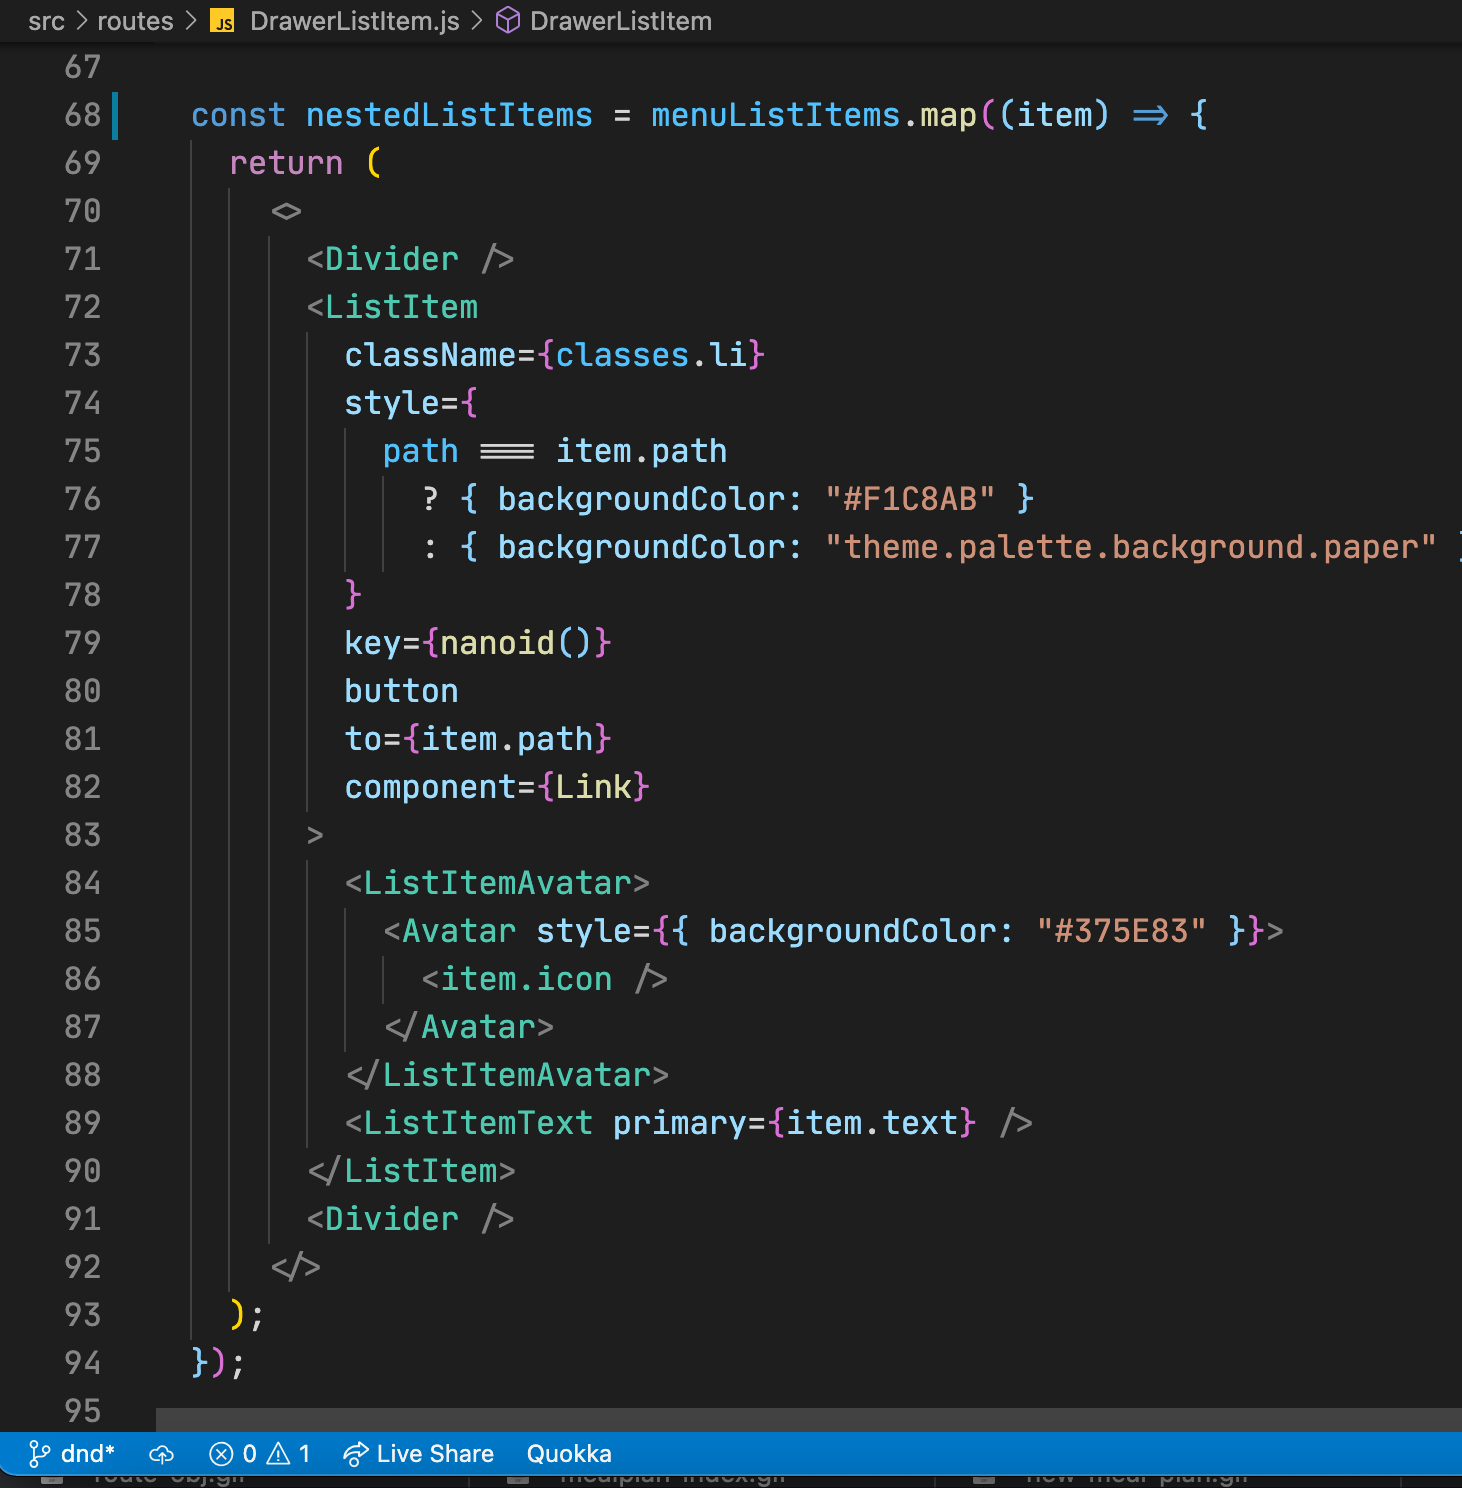 src > routes > JS DrawerListItem.js > DrawerListItem
67
68 const nestedListItems = menuListItems.map((item) => {
69 return (
70 <>
71 <Divider />
72 <ListItem
73 className={classes.li}
74 style={
75 path === item.path
76 ? { backgroundColor: "#F1C8AB" }
77 : { backgroundColor: "theme.palette.background.paper"
78 }
79 key={nanoid()}
80 button
81 to={item.path}
82 component={Link}
83 >
84 <ListItemAvatar>
85 <Avatar style={{ backgroundColor: "#375E83" }}>
86 <item.icon />
87 </Avatar>
88 </ListItemAvatar>
89 <ListItemText primary={item.text} />
90 </ListItem>
91 <Divider />
92 </>
93 );
94 });
95
dnd* 0 1 Live Share Quokka